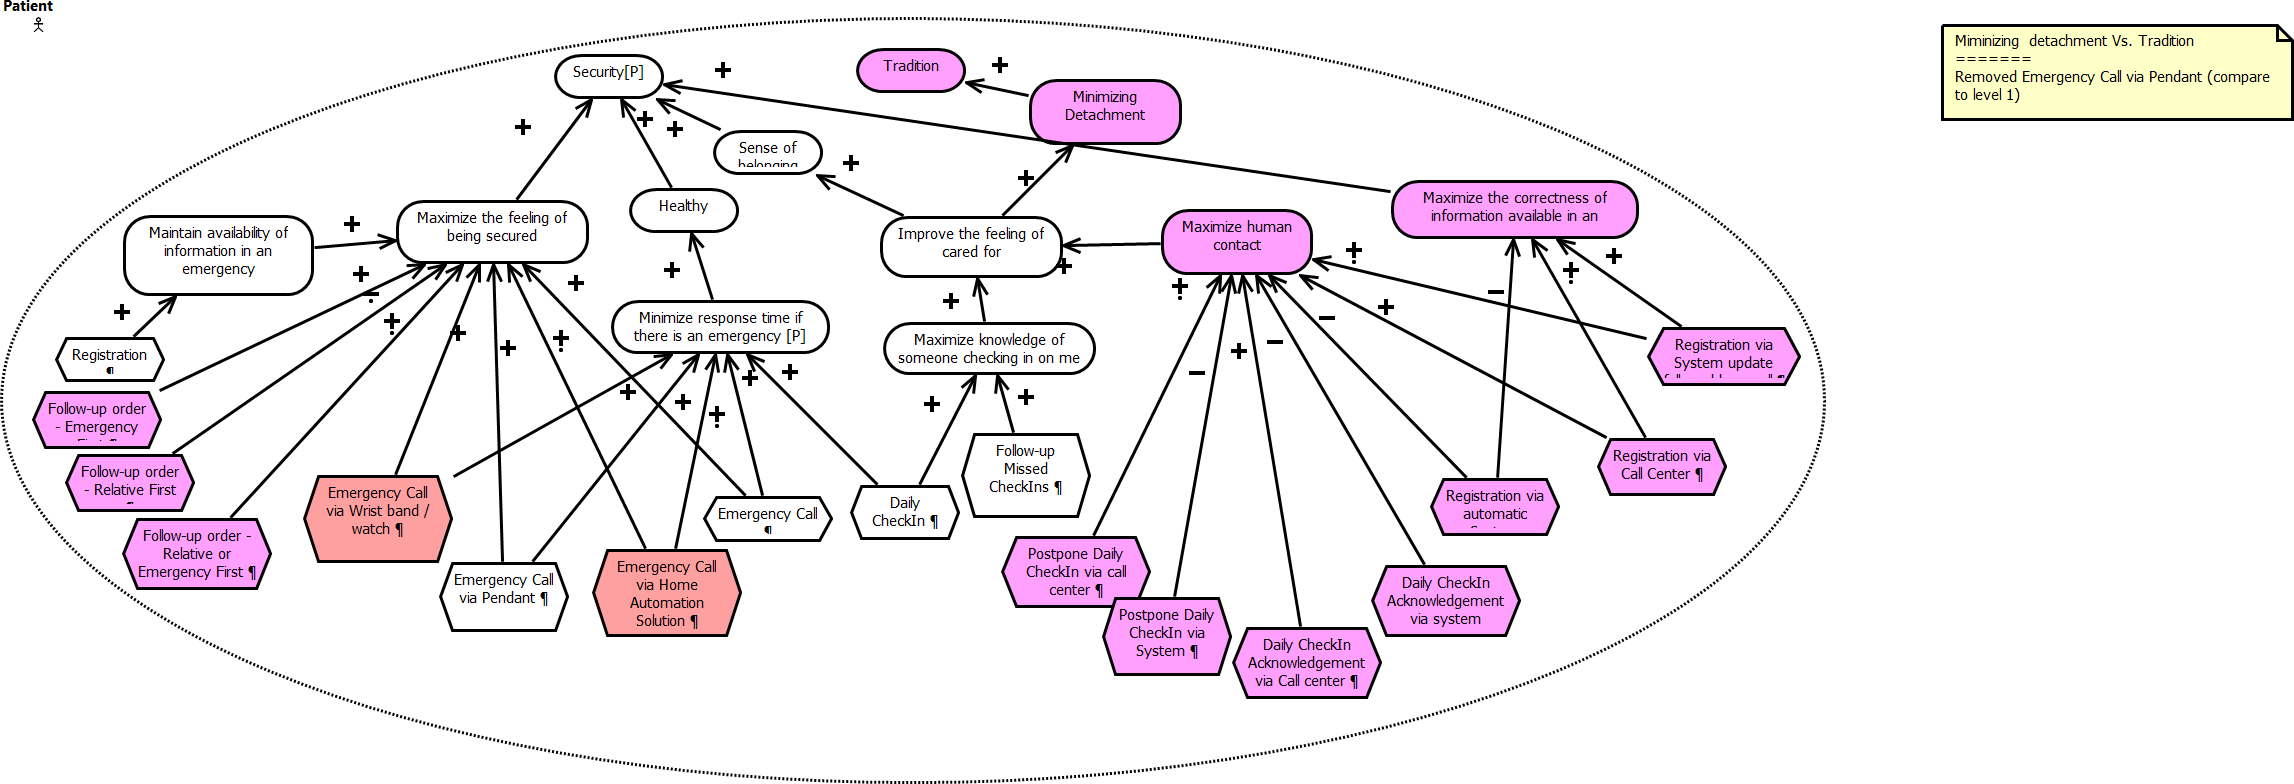 Patient
Miminizing  detachment Vs. Tradition
=======
Removed Emergency Call via Pendant (compare
to level 1)
Security[P]
Tradition
Minimizing
Detachment
Sense of
belonging
Healthy
Maximize the correctness of
information available in an
Maximize the feeling of
being secured
Maintain availability of
information in an
emergency
Improve the feeling of
cared for
Maximize human
contact
Minimize response time if
there is an emergency [P]
Maximize knowledge of
someone checking in on me
Registration
¶
Registration via
System update
Follow-up order
- Emergency
First ¶
Follow-up order
- Relative First
¶
Follow-up order -
Relative or
Emergency First ¶
Emergency Call
via Wrist band /
watch ¶
Emergency Call
via Pendant ¶
Emergency Call
via Home
Automation
Solution ¶
Emergency Call
¶
Daily
CheckIn ¶
Follow-up
Missed
CheckIns ¶
Registration via
Call Center ¶
Registration via
automatic
Postpone Daily
CheckIn via call
center ¶
Postpone Daily
CheckIn via
System ¶
Daily CheckIn
Acknowledgement
via Call center ¶
Daily CheckIn
Acknowledgement
via system